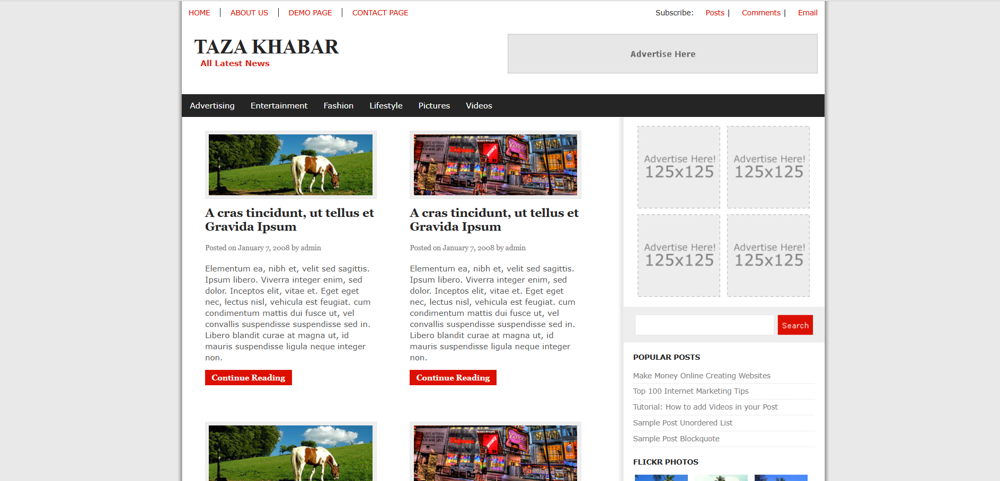 HOME ABOUT US DEMO PAGE CONTACT PAGE
Subscribe: Posts | Comments | Email
TAZA KHABAR
All Latest News
Advertise Here
Advertising Entertainment Fashion Lifestyle Pictures Videos
A cras tincidunt, ut tellus et
Gravida Ipsum
Posted on January 7, 2008 by admin
Elementum ea, nibh et, velit sed sagittis.
Ipsum libero. Viverra integer enim, sed
dolor. Inceptos elit, vitae et. Eget eget
nec, lectus nisl, vehicula est feugiat. cum
condimentum mattis dui fusce ut, vel
convallis suspendisse suspendisse sed in.
Libero blandit curae at magna ut, id
mauris suspendisse ligula neque integer
non.
Continue Reading
YAHOO!
A cras tincidunt, ut tellus et
Gravida Ipsum
Posted on January 7, 2008 by admin
Elementum ea, nibh et, velit sed sagittis.
Ipsum libero. Viverra integer enim, sed
dolor. Inceptos elit, vitae et. Eget eget
nec, lectus nisl, vehicula est feugiat. cum
condimentum mattis dui fusce ut, vel
convallis suspendisse suspendisse sed in.
Libero blandit curae at magna ut, id
mauris suspendisse ligula neque integer
non.
Continue Reading
YAHOO!
Advertise Here!
125x125
Advertise Here!
125x125
Advertise Here!
125x125
Advertise Here!
125x125
Search
POPULAR POSTS
Make Money Online Creating Websites
Top 100 Internet Marketing Tips
Tutorial: How to add Videos in your Post
Sample Post Unordered List
Sample Post Blockquote
FLICKR PHOTOS